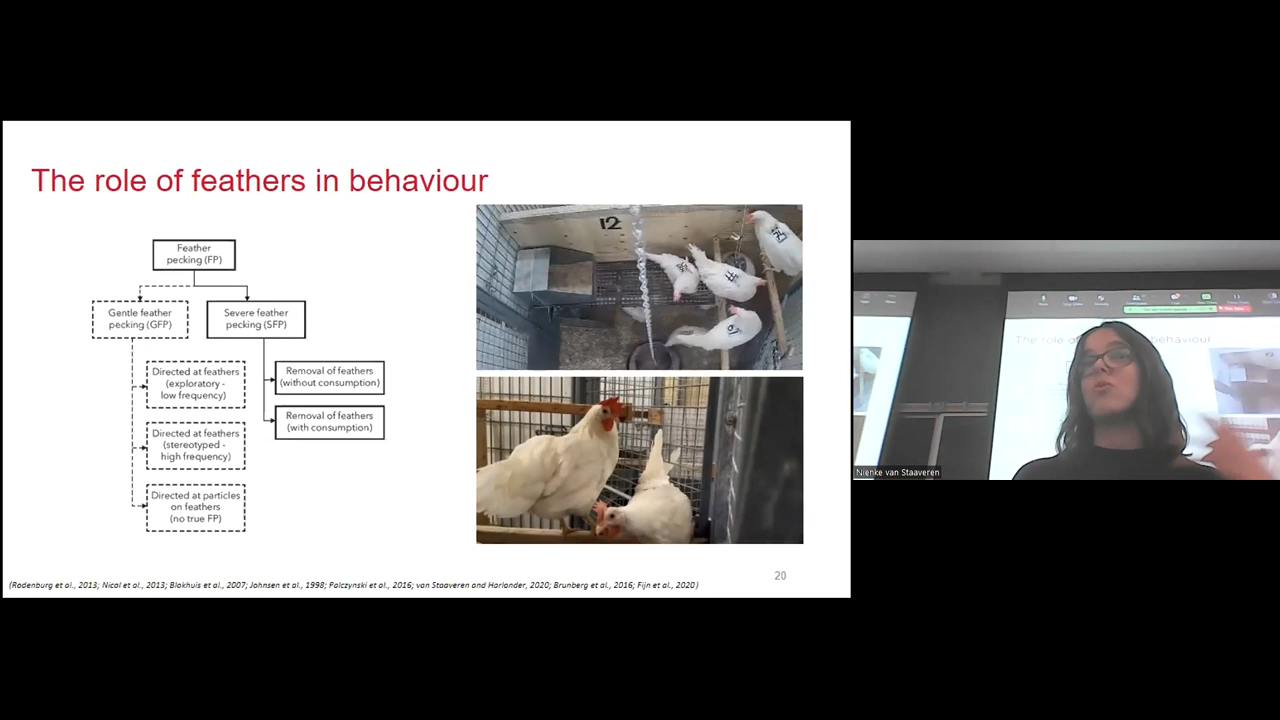 The role of feathers in behaviour
Feather
pecking (FP)
Gentle feather
pecking (GFP)
Severe feather
pecking (SFP)
Directed at feathers
(exploratory -
low frequency)
Removal of feathers
(without consumption)
Removal of feathers
(with consumption)
Directed at feathers
(stereotyped -
high frequency)
Directed at particles
on feathers
(no true FP)
12
(Rodenburg et al., 2013; Nicol et al., 2013; Blokhuis et al., 2007; Johnsen et al., 1998; Palczynski et al., 2016; van Staaveren and Harlander, 2020; Brunberg et al., 2016; Fijn et al., 2020)
20
The role of
behaviour
Nienke van Staaveren